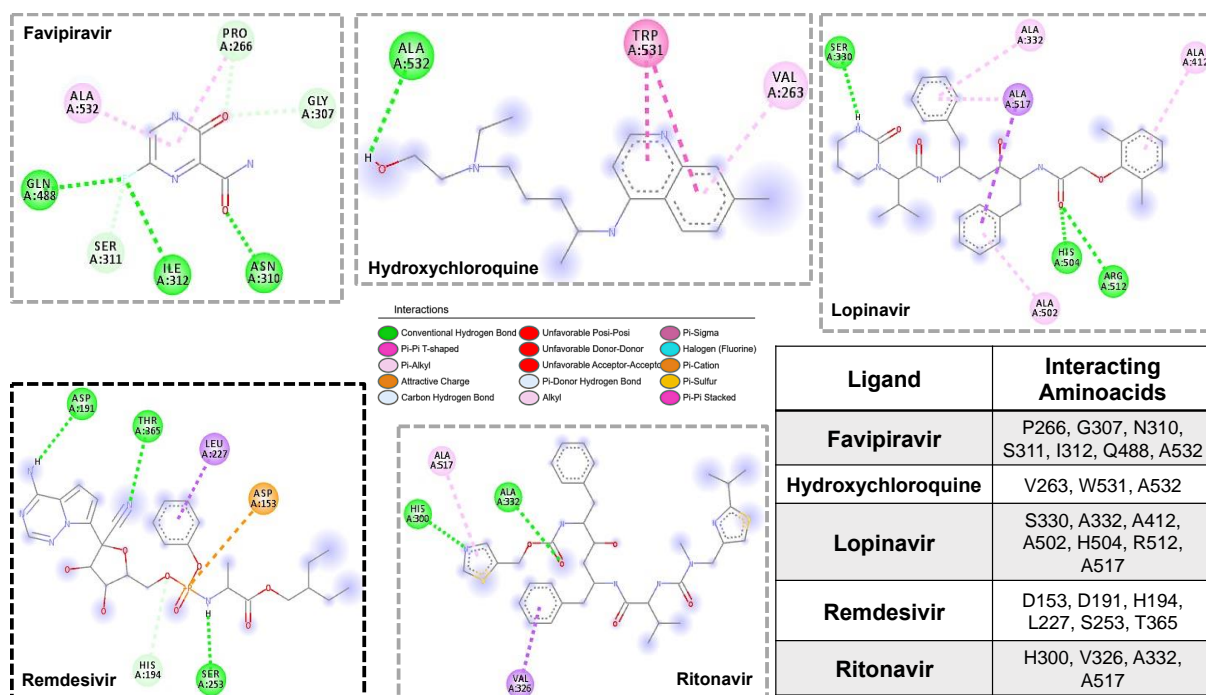 Favipiravir
PRO
A:266
ALA
A:532
GLY
A:307
GLN
A:488
SER
A:311
ILE
A:312
ASN
A:310
N
N
N
O
O
ALA
A:532
TRP
A:531
VAL
A:263
H
O
N
N
N
Hydroxychloroquine
SER
A:330
ALA
A:332
ALA
A:412
ALA
A:517
HIS
A:504
ARG
A:512
ALA
A:502
Lopinavir
Interactions
Conventional Hydrogen Bond
Unfavorable Posi-Posi
Pi-Sigma
Pi-Pi T-shaped
Unfavorable Donor-Donor
Halogen (Fluorine)
Pi-Alkyl
Unfavorable Acceptor-Acceptor
Pi-Cation
Attractive Charge
Pi-Donor Hydrogen Bond
Pi-Sulfur
Carbon Hydrogen Bond
Alkyl
Pi-Pi Stacked
ASP
A:191
THR
A:365
LEU
A:227
ASP
A:153
HIS
A:194
SER
A:253
Remdesivir
ALA
A:517
HIS
A:300
ALA
A:332
VAL
A:326
Ritonavir
Ligand
Interacting
Aminoacids
Favipiravir
P266, G307, N310,
S311, I312, Q488, A532
Hydroxychloroquine
V263, W531, A532
Lopinavir
S330, A332, A412,
A502, H504, R512,
A517
Remdesivir
D153, D191, H194,
L227, S253, T365
Ritonavir
H300, V326, A332,
A517